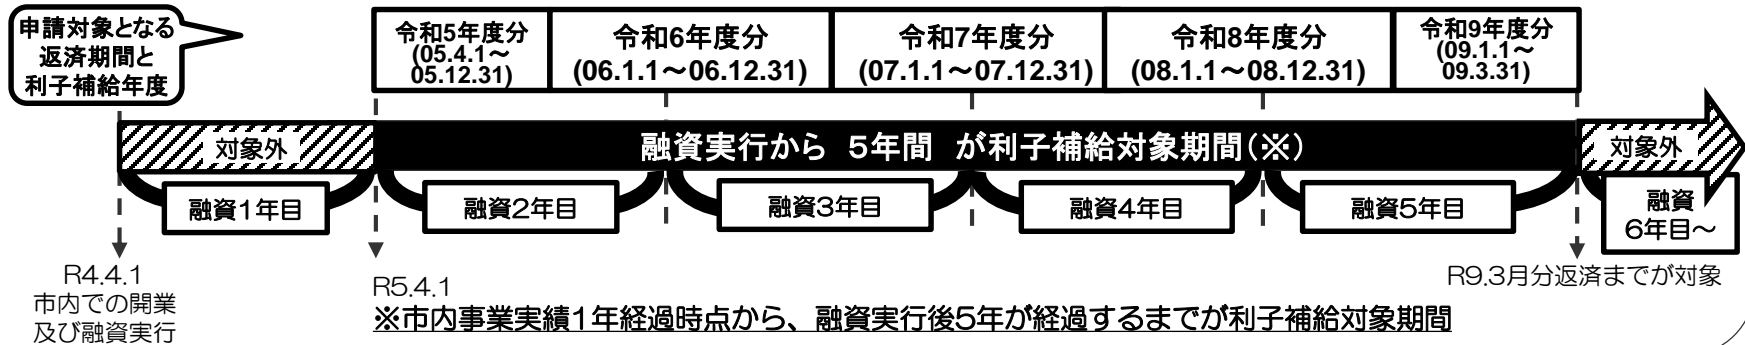 申請対象となる
返済期間と
利子補給年度
令和5年度分
(05.4.1～
05.12.31)
令和6年度分
(06.1.1～06.12.31)
令和7年度分
(07.1.1～07.12.31)
令和8年度分
(08.1.1～08.12.31)
令和9年度分
(09.1.1～
09.3.31)
対象外
融資実行から 5年間 が利子補給対象期間(※)
対象外
融資1年目
融資2年目
融資3年目
融資4年目
融資5年目
融資
6年目～
R4.4.1
市内での開業
及び融資実行
R5.4.1
R9.3月分返済までが対象
※市内事業実績1年経過時点から、融資実行後5年が経過するまでが利子補給対象期間